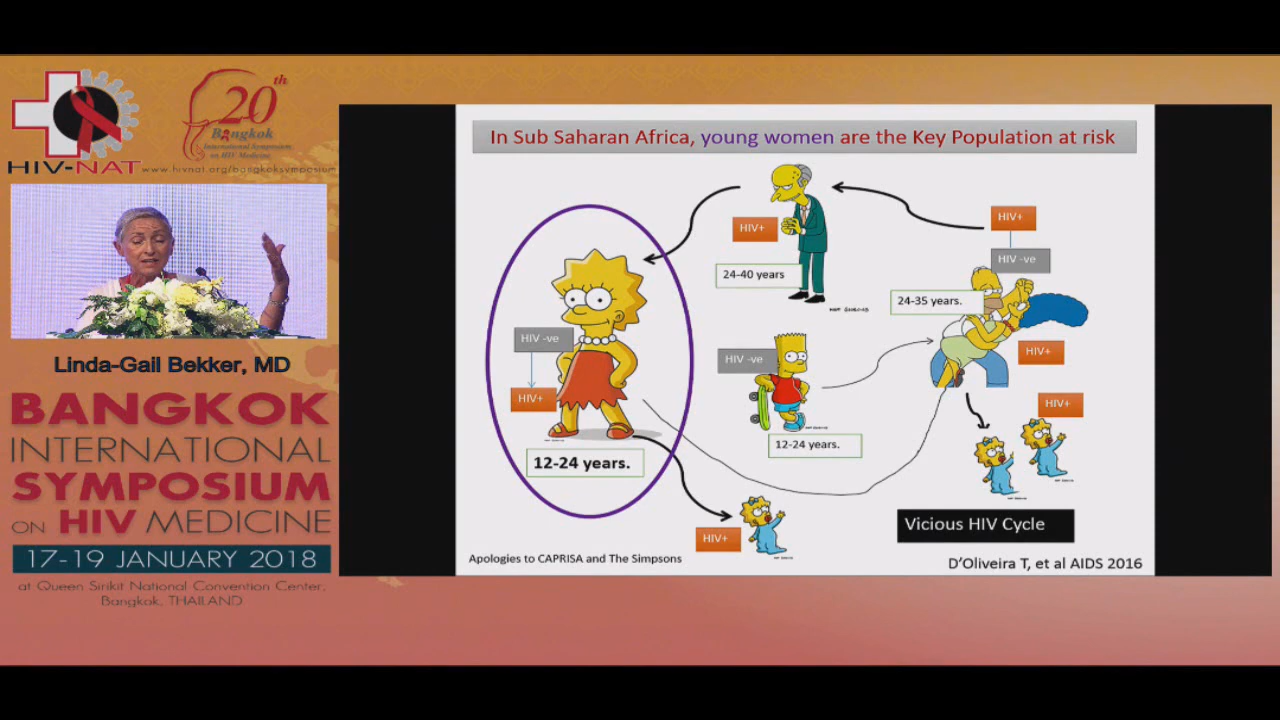 20th
Bangkok
International Symposium
on HIV Medicine
HIV-NAT
www.hivnat.org/bangkoksymposium
Linda-Gail Bekker, MD
BANGKOK
INTERNATIONAL
SYMPOSIUM
ON HIV MEDICINE
17-19 JANUARY 2018
at Queen Sirikit National Convention Center,
Bangkok, THAILAND
In Sub Saharan Africa, young women are the Key Population at risk
HIV+
24-40 years
HIV+
HIV -ve
24-35 years.
HIV+
HIV -ve
HIV+
12-24 years.
HIV -ve
12-24 years.
HIV+
HIV+
Vicious HIV Cycle
Apologies to CAPRISA and The Simpsons
D'Oliveira T, et al AIDS 2016